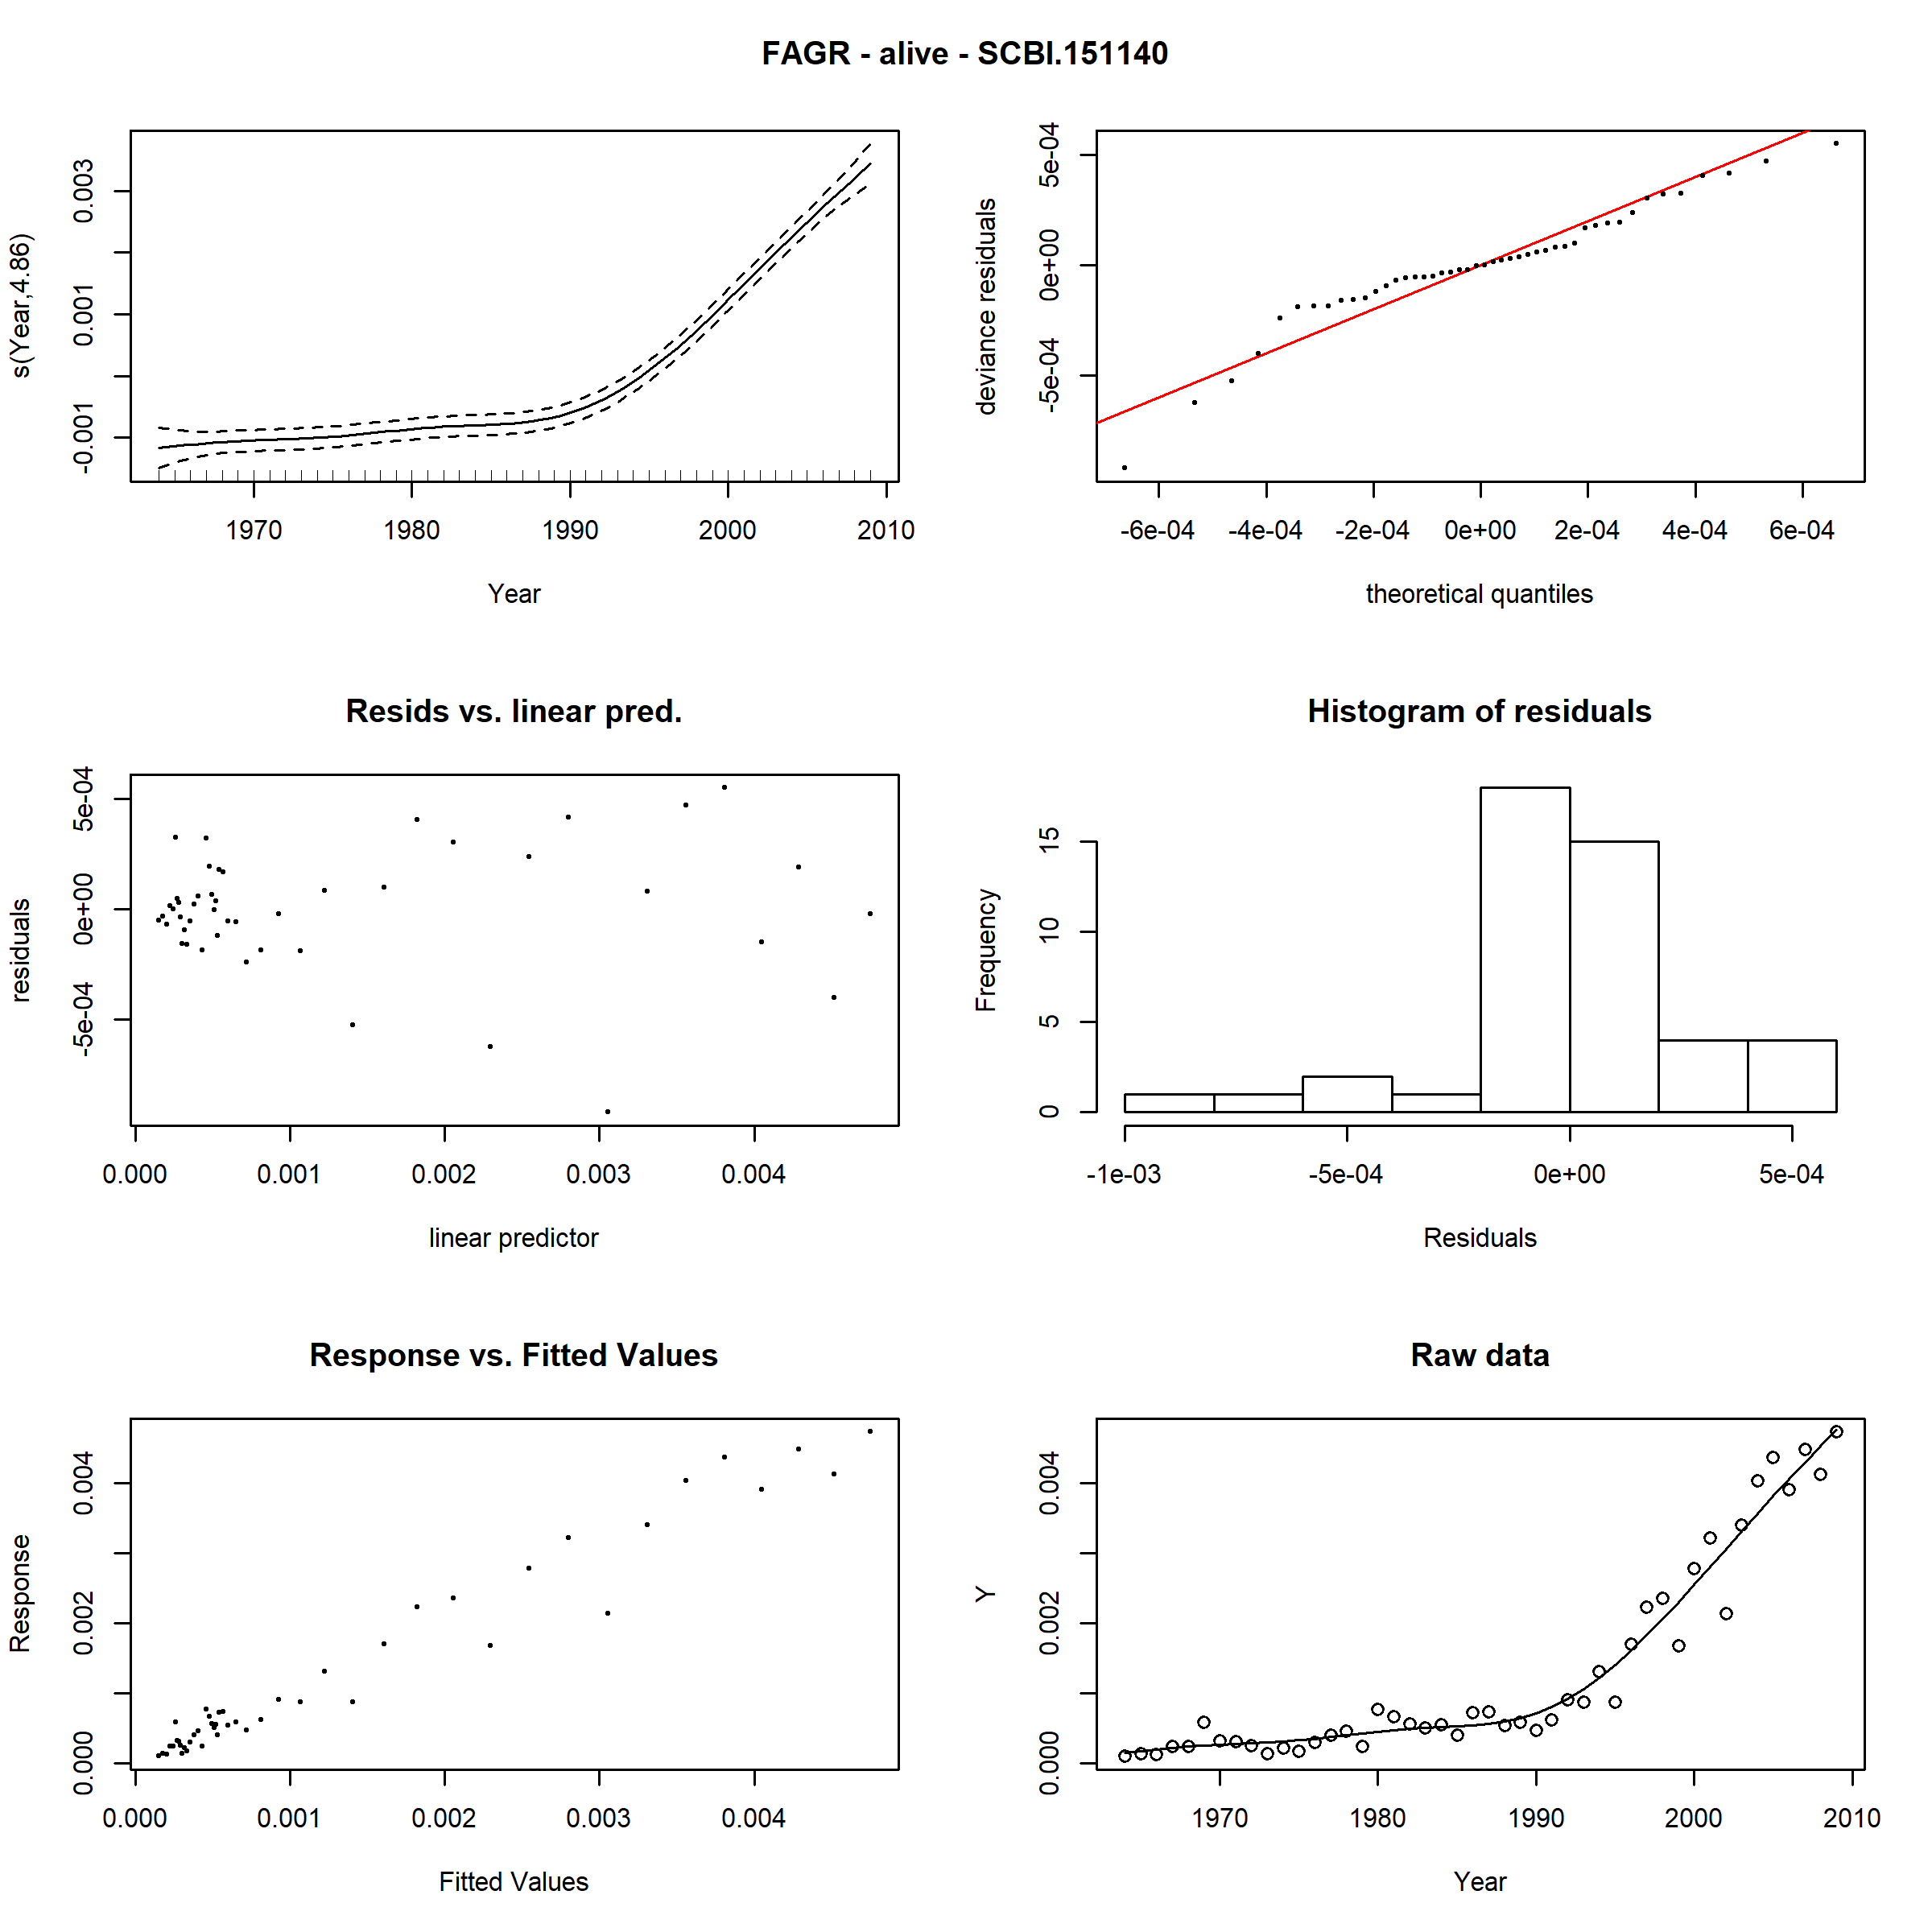 FAGR - alive - SCBI.151140
s(Year,4.86)
-0.001
0.001
0.003
1970
1980
1990
2000
2010
Year
deviance residuals
-5e-04
0e+00
5e-04
-6e-04
-4e-04
-2e-04
0e+00
2e-04
4e-04
6e-04
theoretical quantiles
Resids vs. linear pred.
residuals
-5e-04
0e+00
5e-04
0.000
0.001
0.002
0.003
0.004
linear predictor
Histogram of residuals
Frequency
0
5
10
15
-1e-03
-5e-04
0e+00
5e-04
Residuals
Response vs. Fitted Values
Response
0.000
0.002
0.004
0.000
0.001
0.002
0.003
0.004
Fitted Values
Raw data
Y
0.000
0.002
0.004
1970
1980
1990
2000
2010
Year